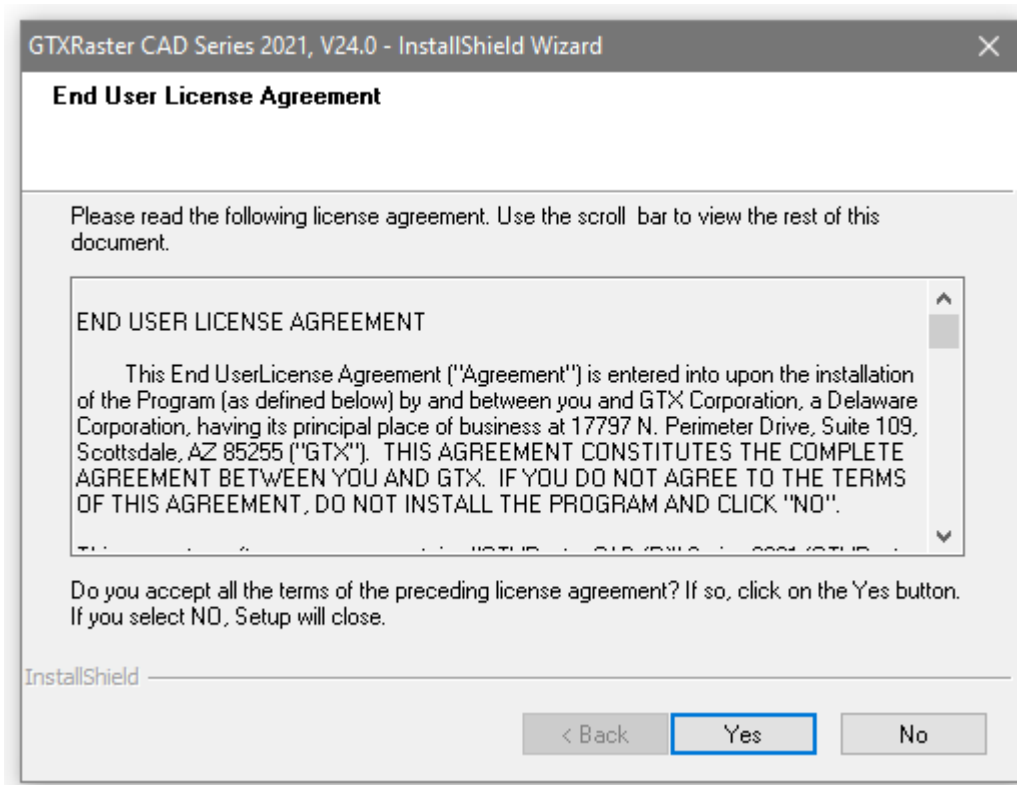 GTXRaster CAD Series 2021, V24.0 - InstallShield Wizard
End User License Agreement
Please read the following license agreement. Use the scroll bar to view the rest of this
document.
END USER LICENSE AGREEMENT
This End UserLicense Agreement ("Agreement") is entered into upon the installation
of the Program (as defined below) by and between you and GTX Corporation, a Delaware
Corporation, having its principal place of business at 17797 N. Perimeter Drive, Suite 109,
Scottsdale, AZ 85255 ("GTX"). THIS AGREEMENT CONSTITUTES THE COMPLETE
AGREEMENT BETWEEN YOU AND GTX. IF YOU DO NOT AGREE TO THE TERMS
OF THIS AGREEMENT, DO NOT INSTALL THE PROGRAM AND CLICK "NO".
Do you accept all the terms of the preceding license agreement? If so, click on the Yes button.
If you select NO, Setup will close.
InstallShield
< Back Yes No